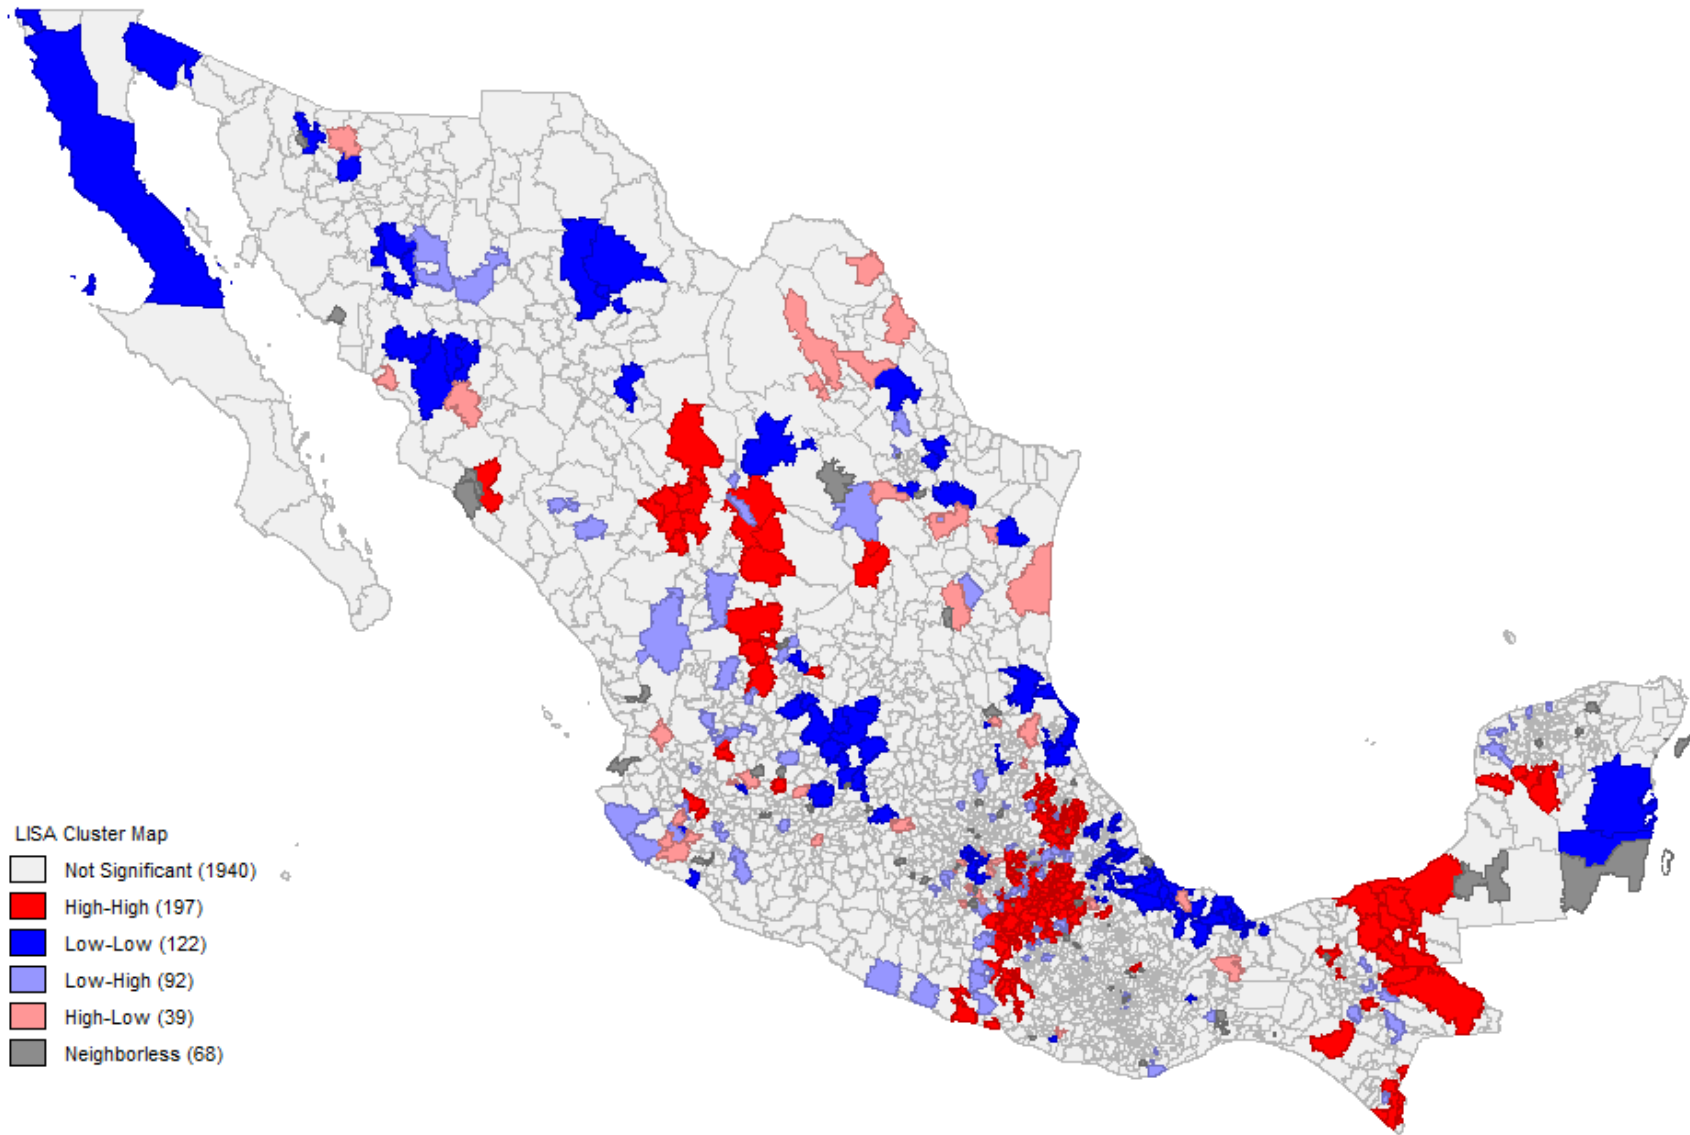 LISA Cluster Map
Not Significant (1940)
High-High (197)
Low-Low (122)
Low-High (92)
High-Low (39)
Neighborless (68)